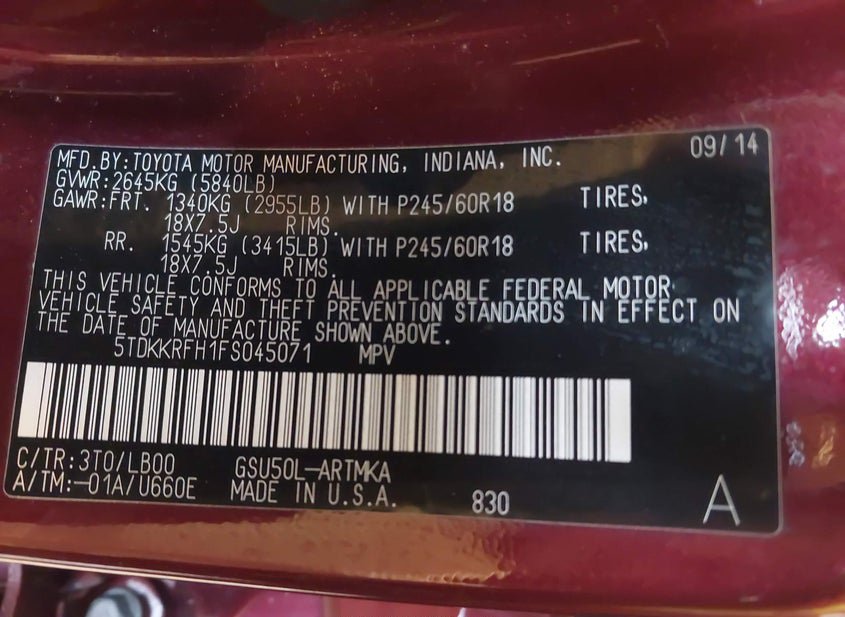 MFD.BY:TOYOTA MOTOR MANUFACTURING, INDIANA, INC. 09/14
GVWR:2645KG (5840LB)
GAWR:FRT. 1340KG (2955LB) WITH P245/60R18 TIRES,
18X7.5J RIMS.
RR. 1545KG (3415LB) WITH P245/60R18 TIRES,
18X7.5J RIMS.
THIS VEHICLE CONFORMS TO ALL APPLICABLE FEDERAL MOTOR
VEHICLE SAFETY AND THEFT PREVENTION STANDARDS IN EFFECT ON
THE DATE OF MANUFACTURE SHOWN ABOVE.
5TDKKRFH1FS045071 MPV
C/TR:3T0/LB00 GSU50L-ARTMKA
A/TM:-01A/U660E MADE IN U.S.A. 830 A